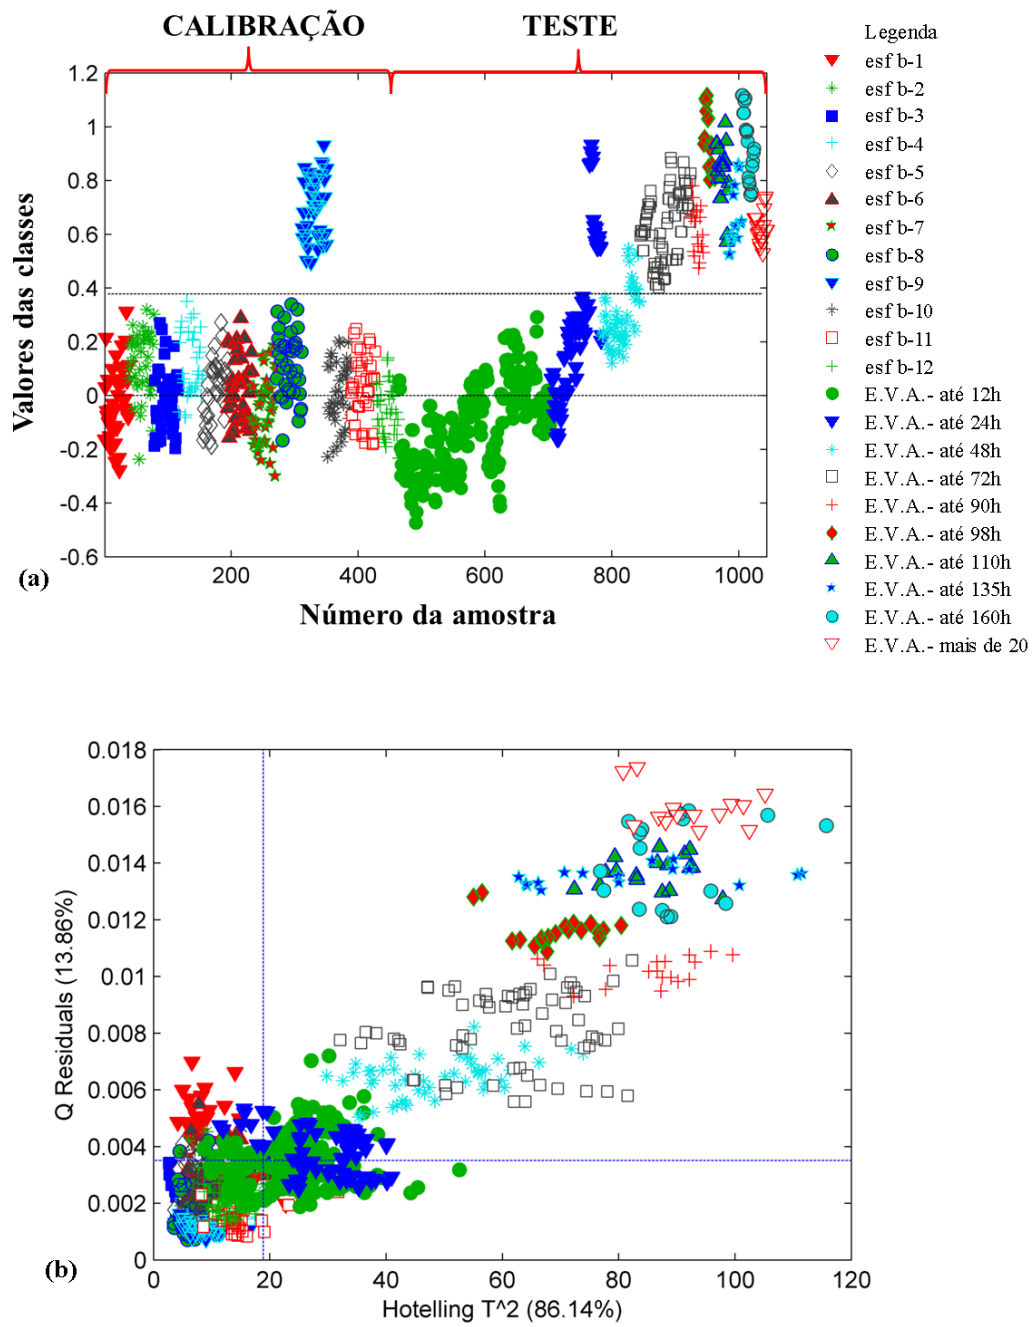 CALIBRAÇÃO
TESTE
Legenda
esf b-1
esf b-2
esf b-3
esf b-4
esf b-5
esf b-6
esf b-7
esf b-8
esf b-9
esf b-10
esf b-11
esf b-12
E.V.A.- até 12h
E.V.A.- até 24h
E.V.A.- até 48h
E.V.A.- até 72h
E.V.A.- até 90h
E.V.A.- até 98h
E.V.A.- até 110h
E.V.A.- até 135h
E.V.A.- até 160h
E.V.A.- mais de 20
Valores das classes
1.2
1
0.8
0.6
0.4
0.2
0
-0.2
-0.4
-0.6
200
400
600
800
1000
Número da amostra
(a)
Q Residuals (13.86%)
0.018
0.016
0.014
0.012
0.01
0.008
0.006
0.004
0.002
0
0
20
40
60
80
100
120
Hotelling T^2 (86.14%)
(b)